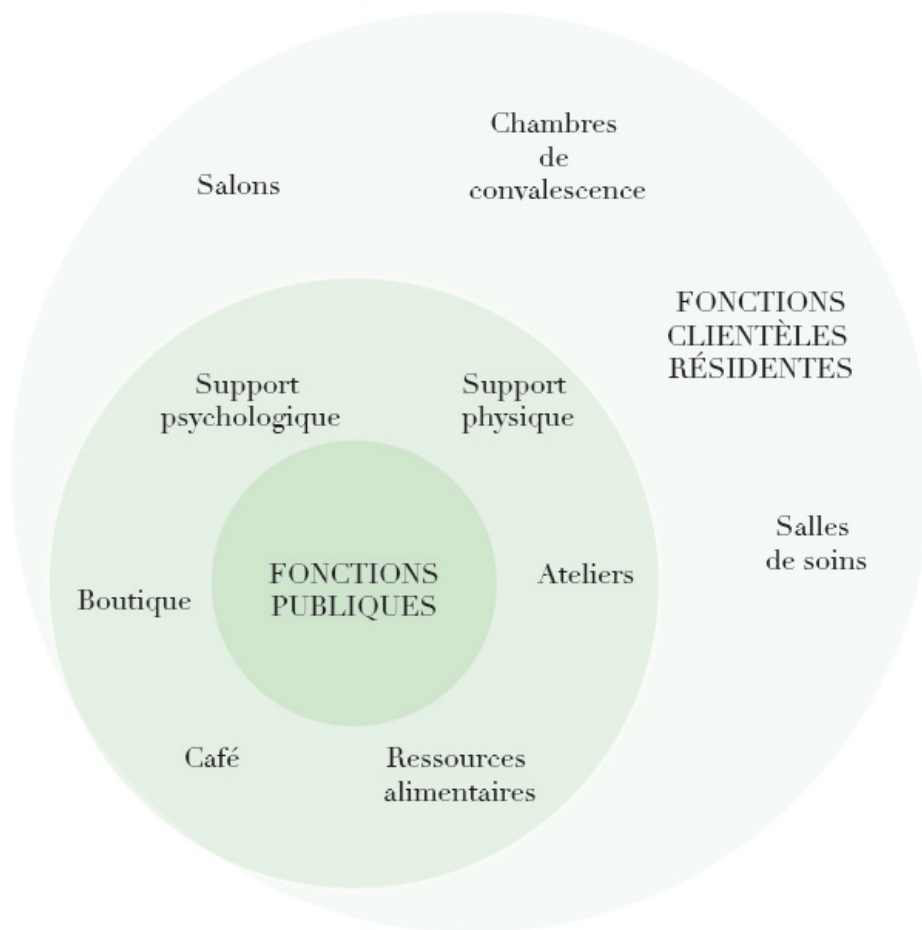 Chambres
de
convalescence
Salons
FONCTIONS
CLIENTÈLES
RÉSIDENTES
Support
psychologique
Support
physique
Salles
de soins
FONCTIONS
PUBLIQUES
Ateliers
Boutique
Café
Ressources
alimentaires